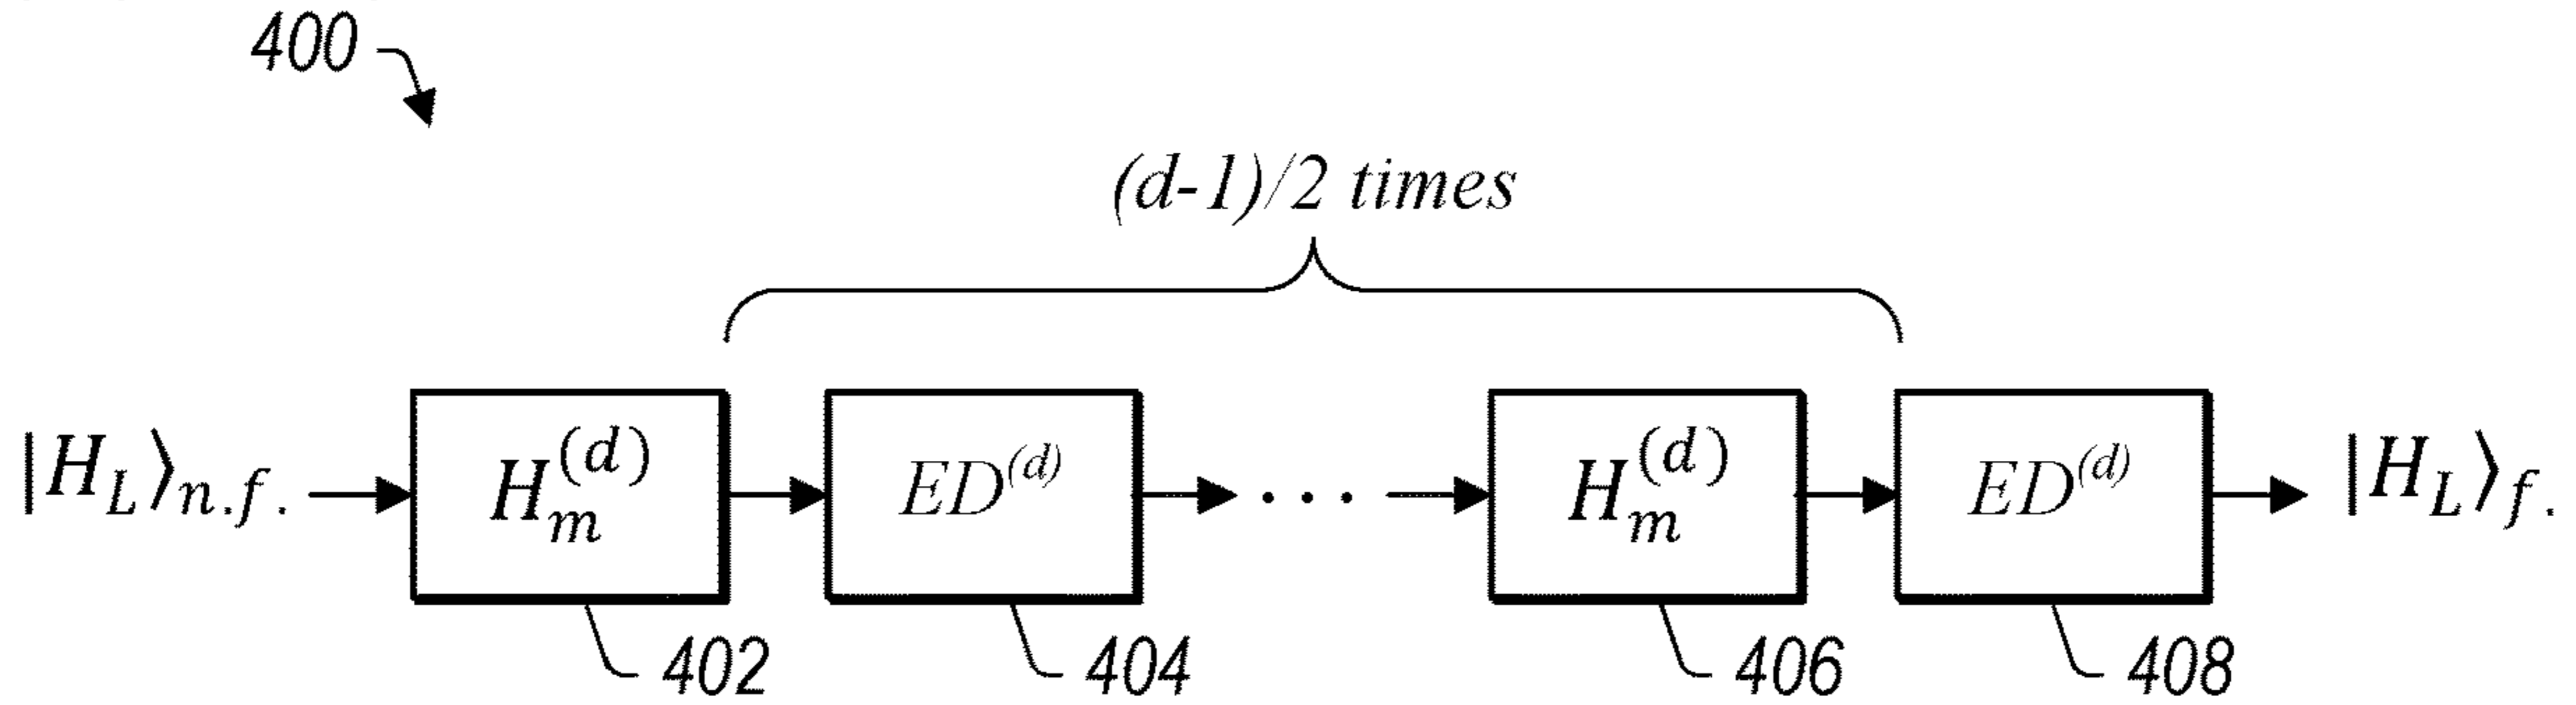 400
(d-1)/2 times
|H_L⟩_{n.f.} H_m^{(d)} ED^{(d)} ... H_m^{(d)} ED^{(d)} |H_L⟩_{f.}
402 404 406 408